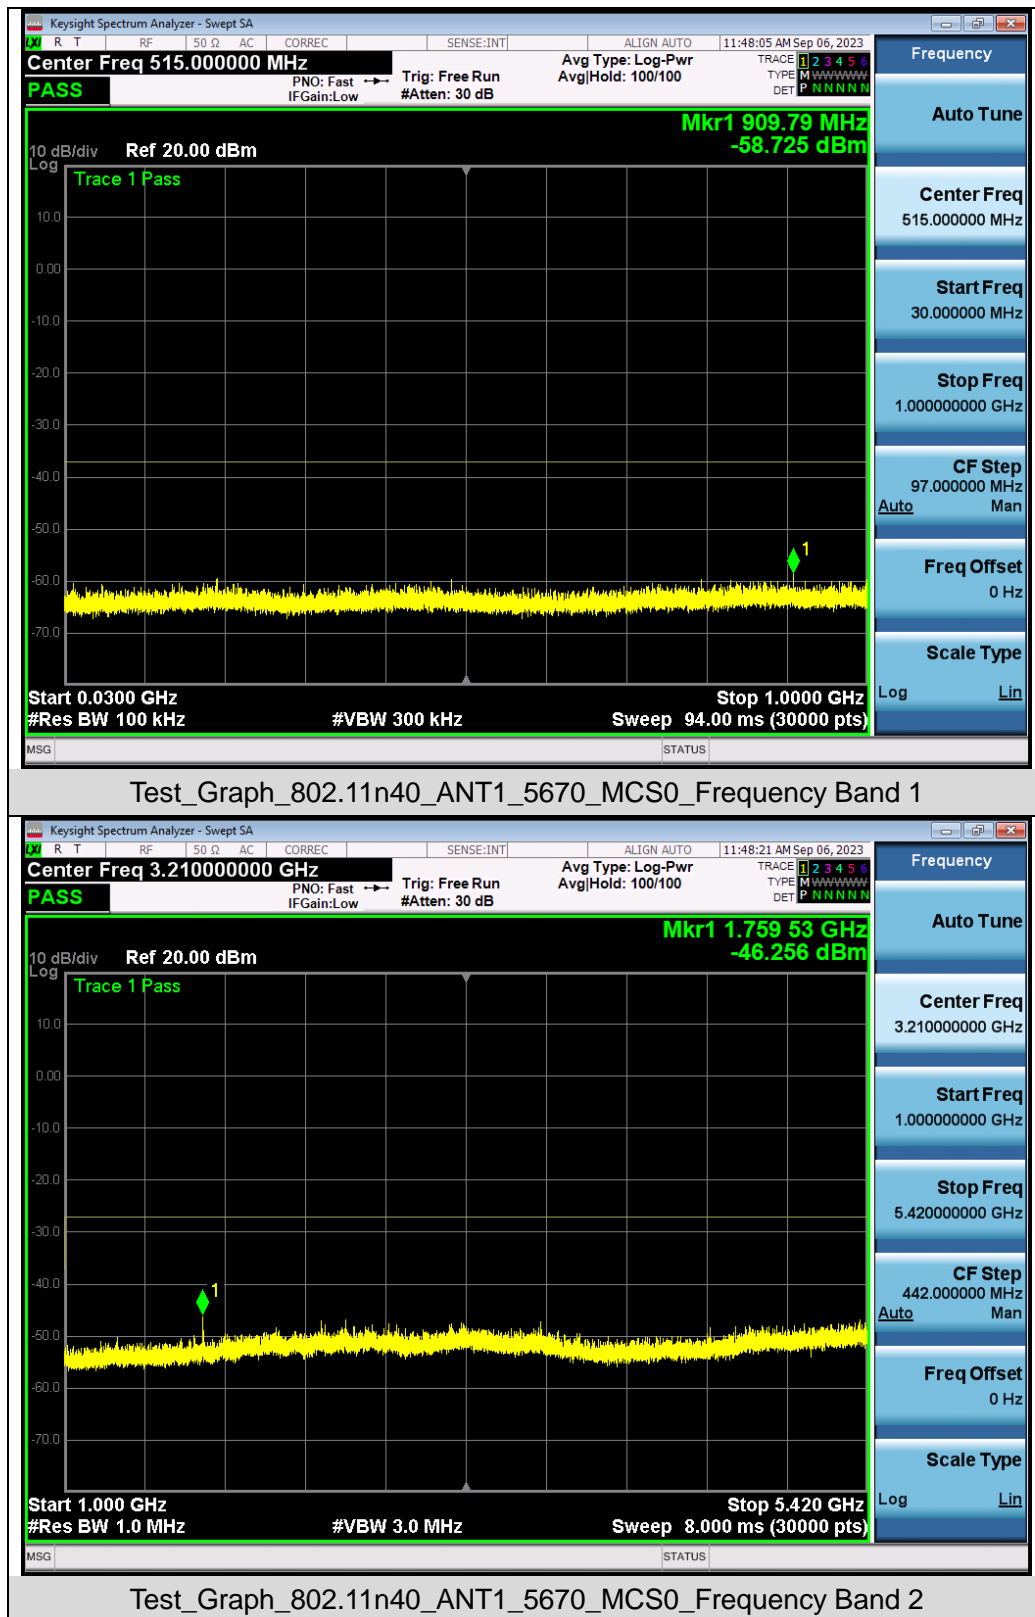 Keysight Spectrum Analyzer - Swept SA
LXI R T RF 50 Ω AC CORREC SENSE:INT ALIGN AUTO 11:48:05 AM Sep 06, 2023
Center Freq 515.000000 MHz
PASS
PNO: Fast
IFGain:Low
Trig: Free Run
#Atten: 30 dB
Avg Type: Log-Pwr
Avg|Hold: 100/100
TRACE 1 2 3 4 5 6
TYPE M WWWWW
DET P N N N N N
Mkr1 909.79 MHz
-58.725 dBm
10 dB/div Ref 20.00 dBm
Log
Trace 1 Pass
10.0
0.00
-10.0
-20.0
-30.0
-40.0
-50.0
-60.0
-70.0
1
Start 0.0300 GHz Stop 1.0000 GHz
#Res BW 100 kHz #VBW 300 kHz Sweep 94.00 ms (30000 pts)
MSG STATUS
Frequency
Auto Tune
Center Freq
515.000000 MHz
Start Freq
30.000000 MHz
Stop Freq
1.000000000 GHz
CF Step
97.000000 MHz
Auto Man
Freq Offset
0 Hz
Scale Type
Log Lin
Test_Graph_802.11n40_ANT1_5670_MCS0_Frequency Band 1
Keysight Spectrum Analyzer - Swept SA
LXI R T RF 50 Ω AC CORREC SENSE:INT ALIGN AUTO 11:48:21 AM Sep 06, 2023
Center Freq 3.210000000 GHz
PASS
PNO: Fast
IFGain:Low
Trig: Free Run
#Atten: 30 dB
Avg Type: Log-Pwr
Avg|Hold: 100/100
TRACE 1 2 3 4 5 6
TYPE M WWWWW
DET P N N N N N
Mkr1 1.759 53 GHz
-46.256 dBm
10 dB/div Ref 20.00 dBm
Log
Trace 1 Pass
10.0
0.00
-10.0
-20.0
-30.0
-40.0
-50.0
-60.0
-70.0
1
Start 1.000 GHz Stop 5.420 GHz
#Res BW 1.0 MHz #VBW 3.0 MHz Sweep 8.000 ms (30000 pts)
MSG STATUS
Frequency
Auto Tune
Center Freq
3.210000000 GHz
Start Freq
1.000000000 GHz
Stop Freq
5.420000000 GHz
CF Step
442.000000 MHz
Auto Man
Freq Offset
0 Hz
Scale Type
Log Lin
Test_Graph_802.11n40_ANT1_5670_MCS0_Frequency Band 2